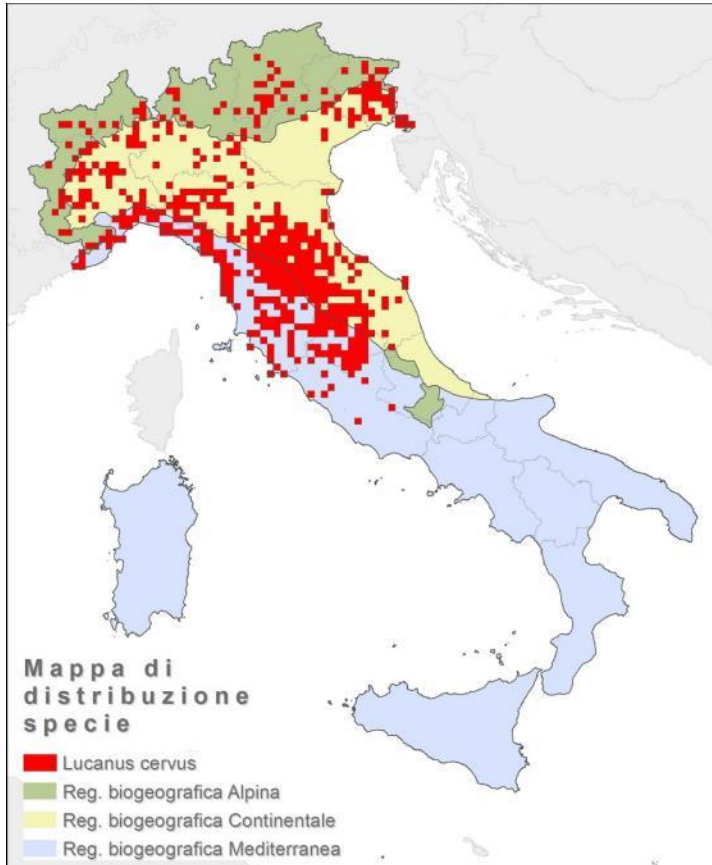 Mappa di
distribuzione
specie
Lucanus cervus
Reg. biogeografica Alpina
Reg. biogeografica Continentale
Reg. biogeografica Mediterranea